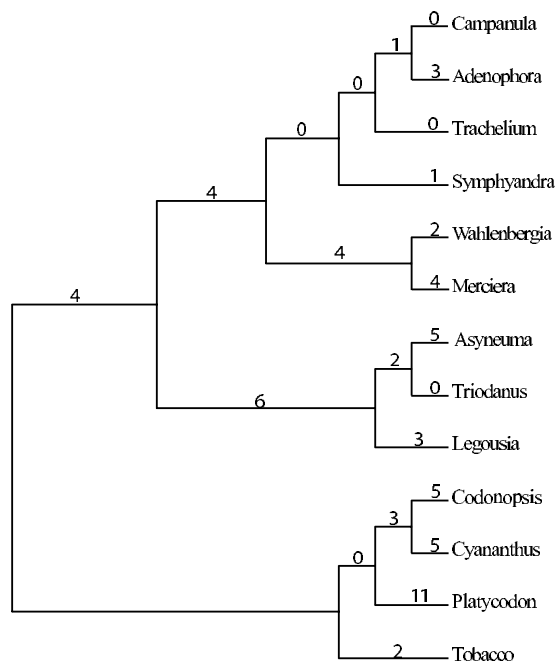 0 Campanula
1
3 Adenophora
0
0 Trachelium
0
1 Symphyandra
4
2 Wahlenbergia
4
4 Merciera
4
5 Asyneuma
2
0 Triodanus
6
3 Legousia
5 Codonopsis
3
5 Cyananthus
0
11 Platycodon
2 Tobacco